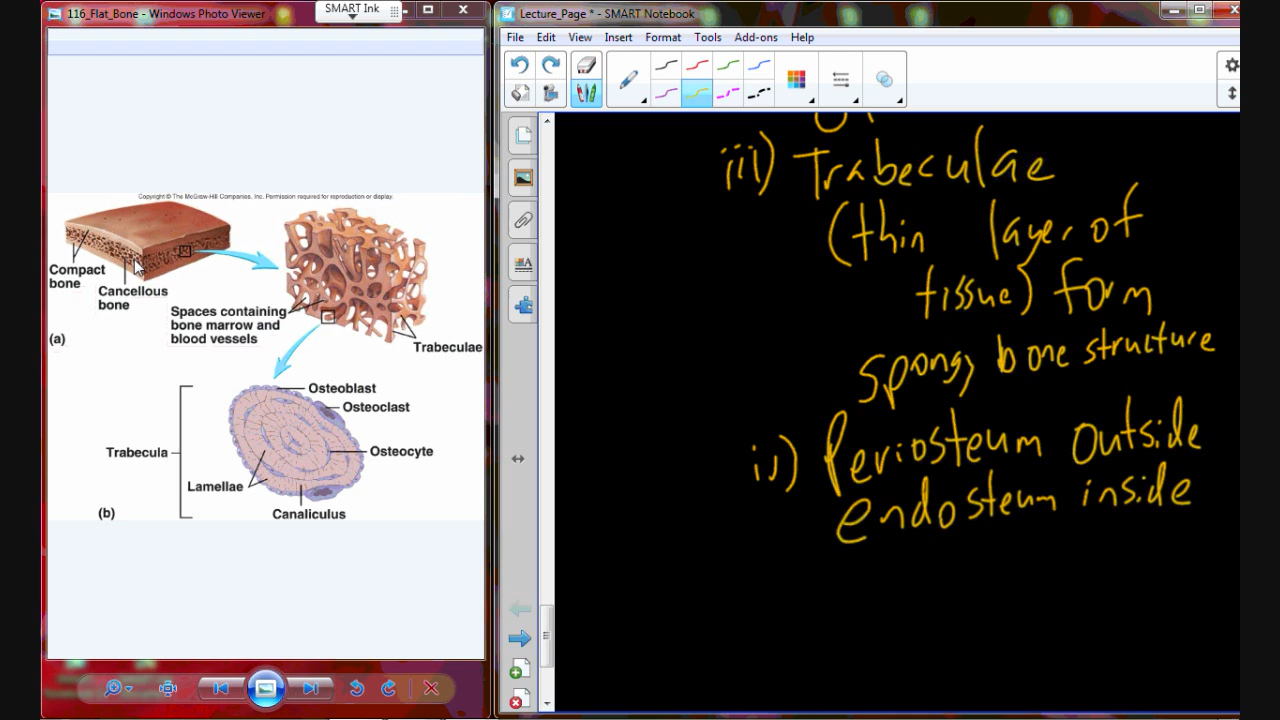 116_Flat_Bone - Windows Photo Viewer
SMART Ink
Copyright © The McGraw-Hill Companies, Inc. Permission required for reproduction or display.
Compact
bone
Cancellous
bone
(a)
Spaces containing
bone marrow and
blood vessels
Trabeculae
Osteoblast
Osteoclast
Osteocyte
Trabecula
Lamellae
Canaliculus
(b)
Lecture_Page * - SMART Notebook
File Edit View Insert Format Tools Add-ons Help
iii) Trabeculae
(thin layer of
tissue) form
spongy bone structure
iv) Periosteum outside
endosteum inside